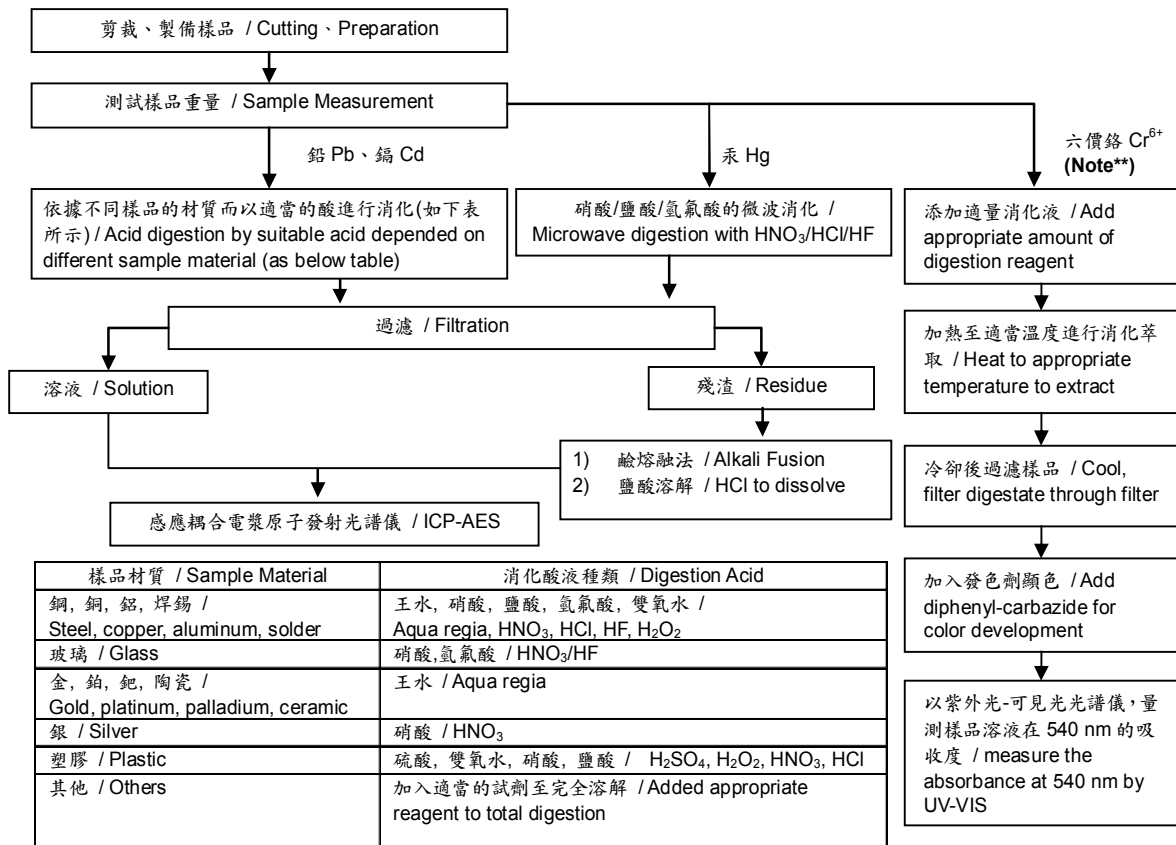 剪裁、製備樣品 / Cutting、Preparation
測試樣品重量 / Sample Measurement
鉛 Pb、鎘 Cd
汞 Hg
六價鉻 Cr⁶⁺
(Note**)
依據不同樣品的材質而以適當的酸進行消化(如下表
所示) / Acid digestion by suitable acid depended on
different sample material (as below table)
硝酸/鹽酸/氫氟酸的微波消化 /
Microwave digestion with HNO₃/HCl/HF
添加適量消化液 / Add
appropriate amount of
digestion reagent
過濾 / Filtration
加熱至適當溫度進行消化萃
取 / Heat to appropriate
temperature to extract
溶液 / Solution
殘渣 / Residue
1) 鹼熔融法 / Alkali Fusion
2) 鹽酸溶解 / HCl to dissolve
冷卻後過濾樣品 / Cool,
filter digestate through filter
感應耦合電漿原子發射光譜儀 / ICP-AES
加入發色劑顯色 / Add
diphenyl-carbazide for
color development
以紫外光-可見光光譜儀，量
測樣品溶液在 540 nm 的吸
收度 / measure the
absorbance at 540 nm by
UV-VIS
樣品材質 / Sample Material
消化酸液種類 / Digestion Acid
鋼, 銅, 鋁, 焊錫 /
Steel, copper, aluminum, solder
王水, 硝酸, 鹽酸, 氫氟酸, 雙氧水 /
Aqua regia, HNO₃, HCl, HF, H₂O₂
玻璃 / Glass
硝酸,氫氟酸 / HNO₃/HF
金, 鉑, 鈀, 陶瓷 /
Gold, platinum, palladium, ceramic
王水 / Aqua regia
銀 / Silver
硝酸 / HNO₃
塑膠 / Plastic
硫酸, 雙氧水, 硝酸, 鹽酸 / H₂SO₄, H₂O₂, HNO₃, HCl
其他 / Others
加入適當的試劑至完全溶解 / Added appropriate
reagent to total digestion